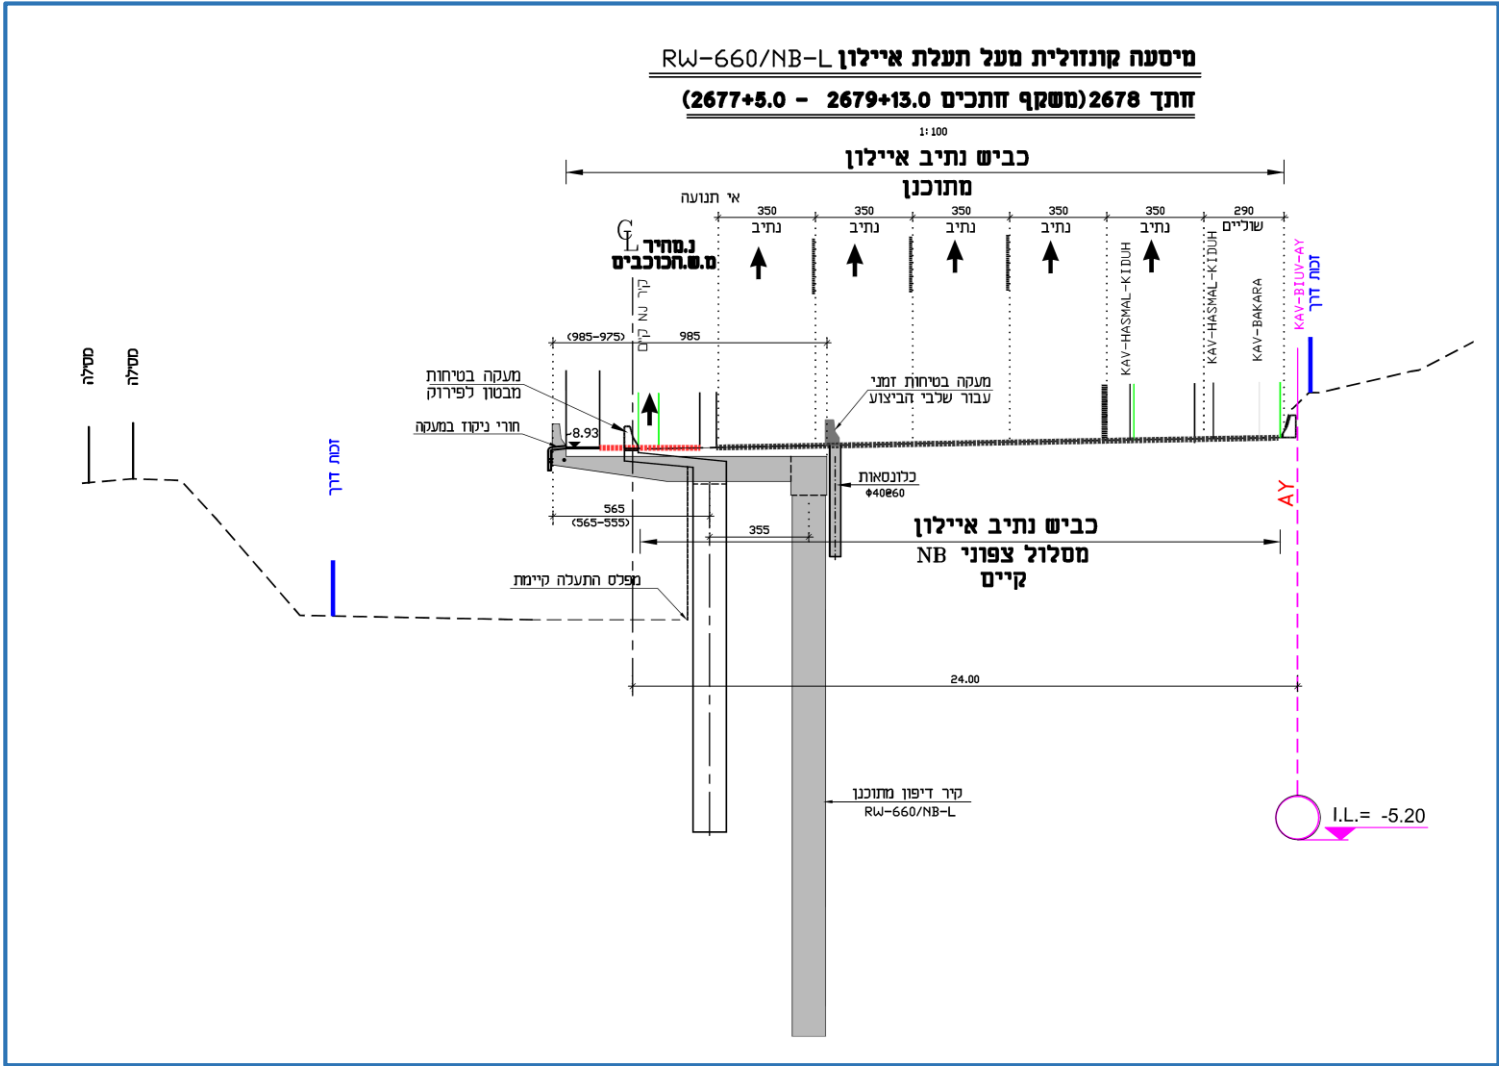 מיסעה קונזולית מעל תעלת איילון RW-660/NB-L
חתך 2678 (משקף חתכים 2677+5.0 - 2679+13.0)
1:100
כביש נתיב איילון
מתוכנן
אי תנועה
350
350
350
350
350
290
נתיב
נתיב
נתיב
נתיב
נתיב
שוליים
CL
נ.מחיר
מ.ש.הכוכבים
קיר NJ קיים
KAV-HASMAL-KIDUH
KAV-HASMAL-KIDUH
KAV-BAKARA
KAV-BIUV-AY
זכות דרך
(985-975)
985
מסילה
מסילה
מעקה בטיחות
מבטון לפירוק
מעקה בטיחות זמני
עבור שלבי הביצוע
חורי ניקוז במעקה
8.93
זכות דרך
כלונסאות
Φ40@60
AY
565
(565-555)
355
כביש נתיב איילון
מסלול צפוני NB
קיים
מפלס התעלה קיימת
24.00
קיר דיפון מתוכנן
RW-660/NB-L
I.L.= -5.20